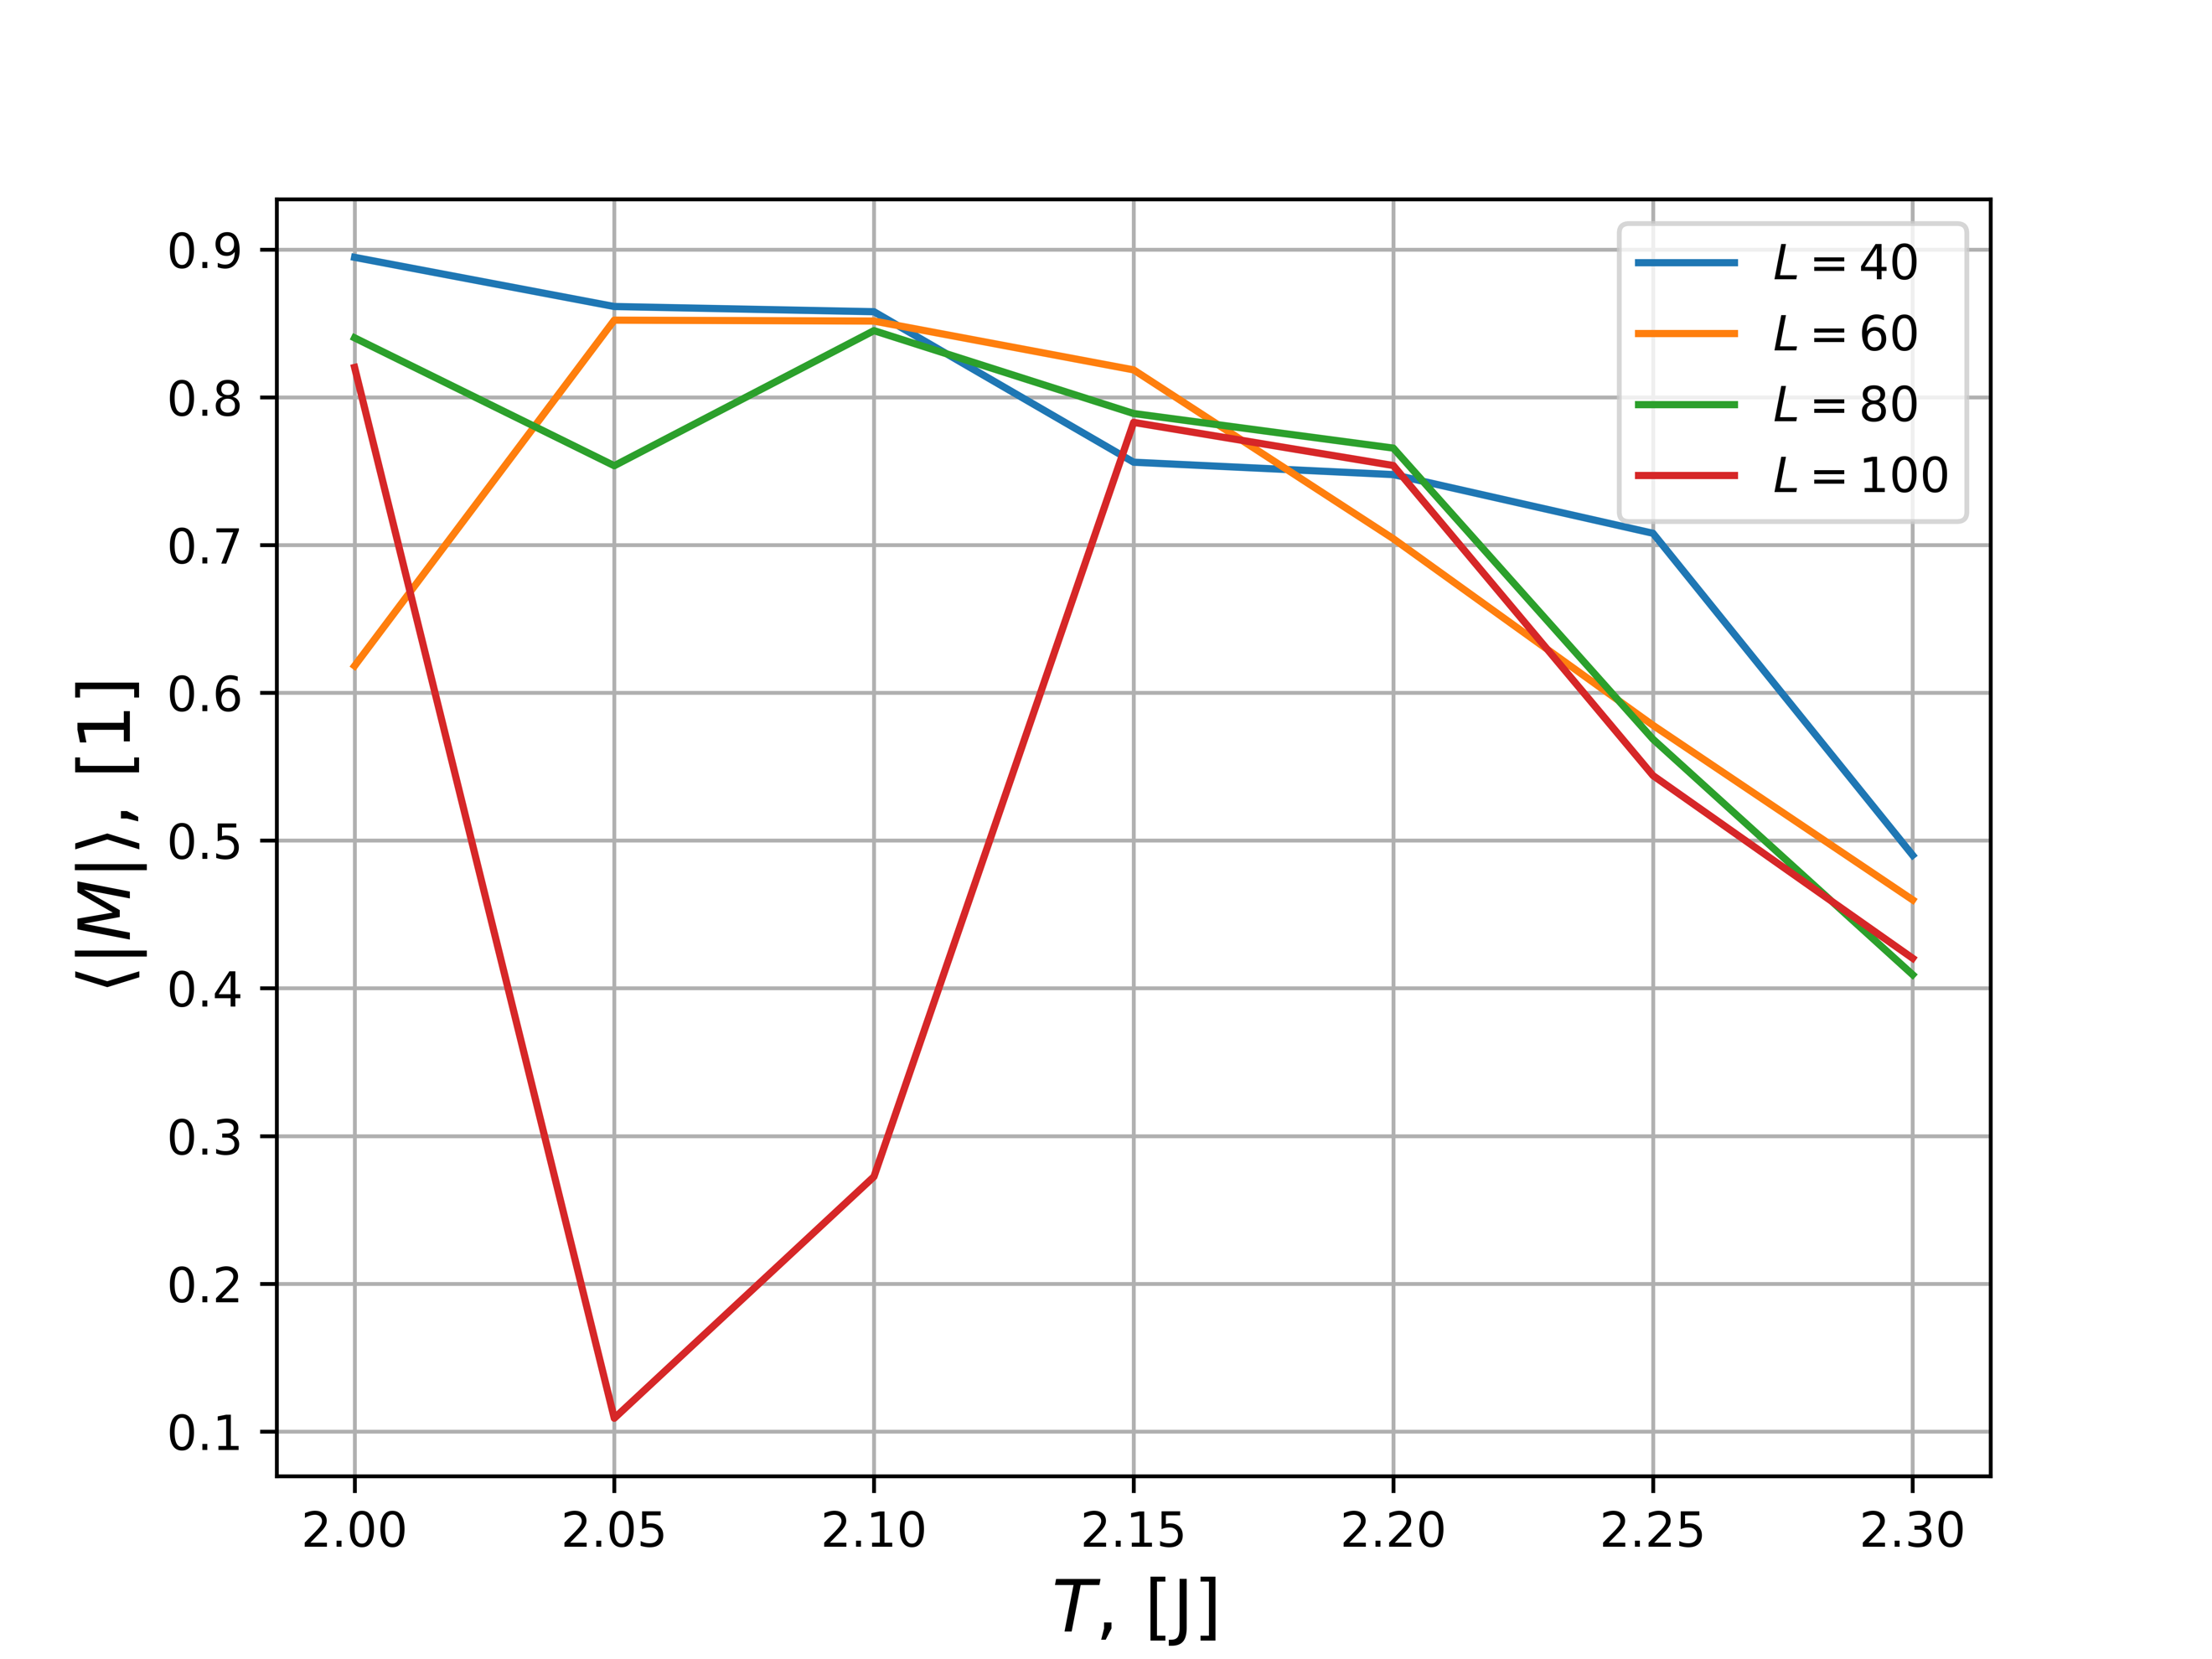 ⟨|M|⟩, [1]
0.9
0.8
0.7
0.6
0.5
0.4
0.3
0.2
0.1
L = 40
L = 60
L = 80
L = 100
2.00 2.05 2.10 2.15 2.20 2.25 2.30
T, [J]